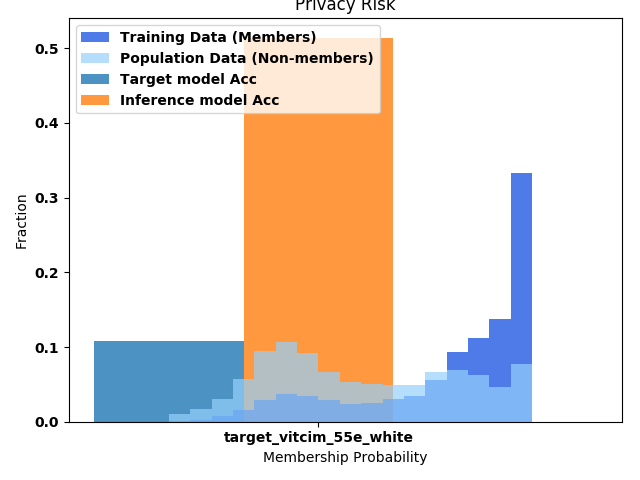 Privacy Risk
Training Data (Members)
Population Data (Non-members)
Target model Acc
Inference model Acc
0.5
0.4
0.3
0.2
0.1
0.0
Fraction
target_vitcim_55e_white
Membership Probability